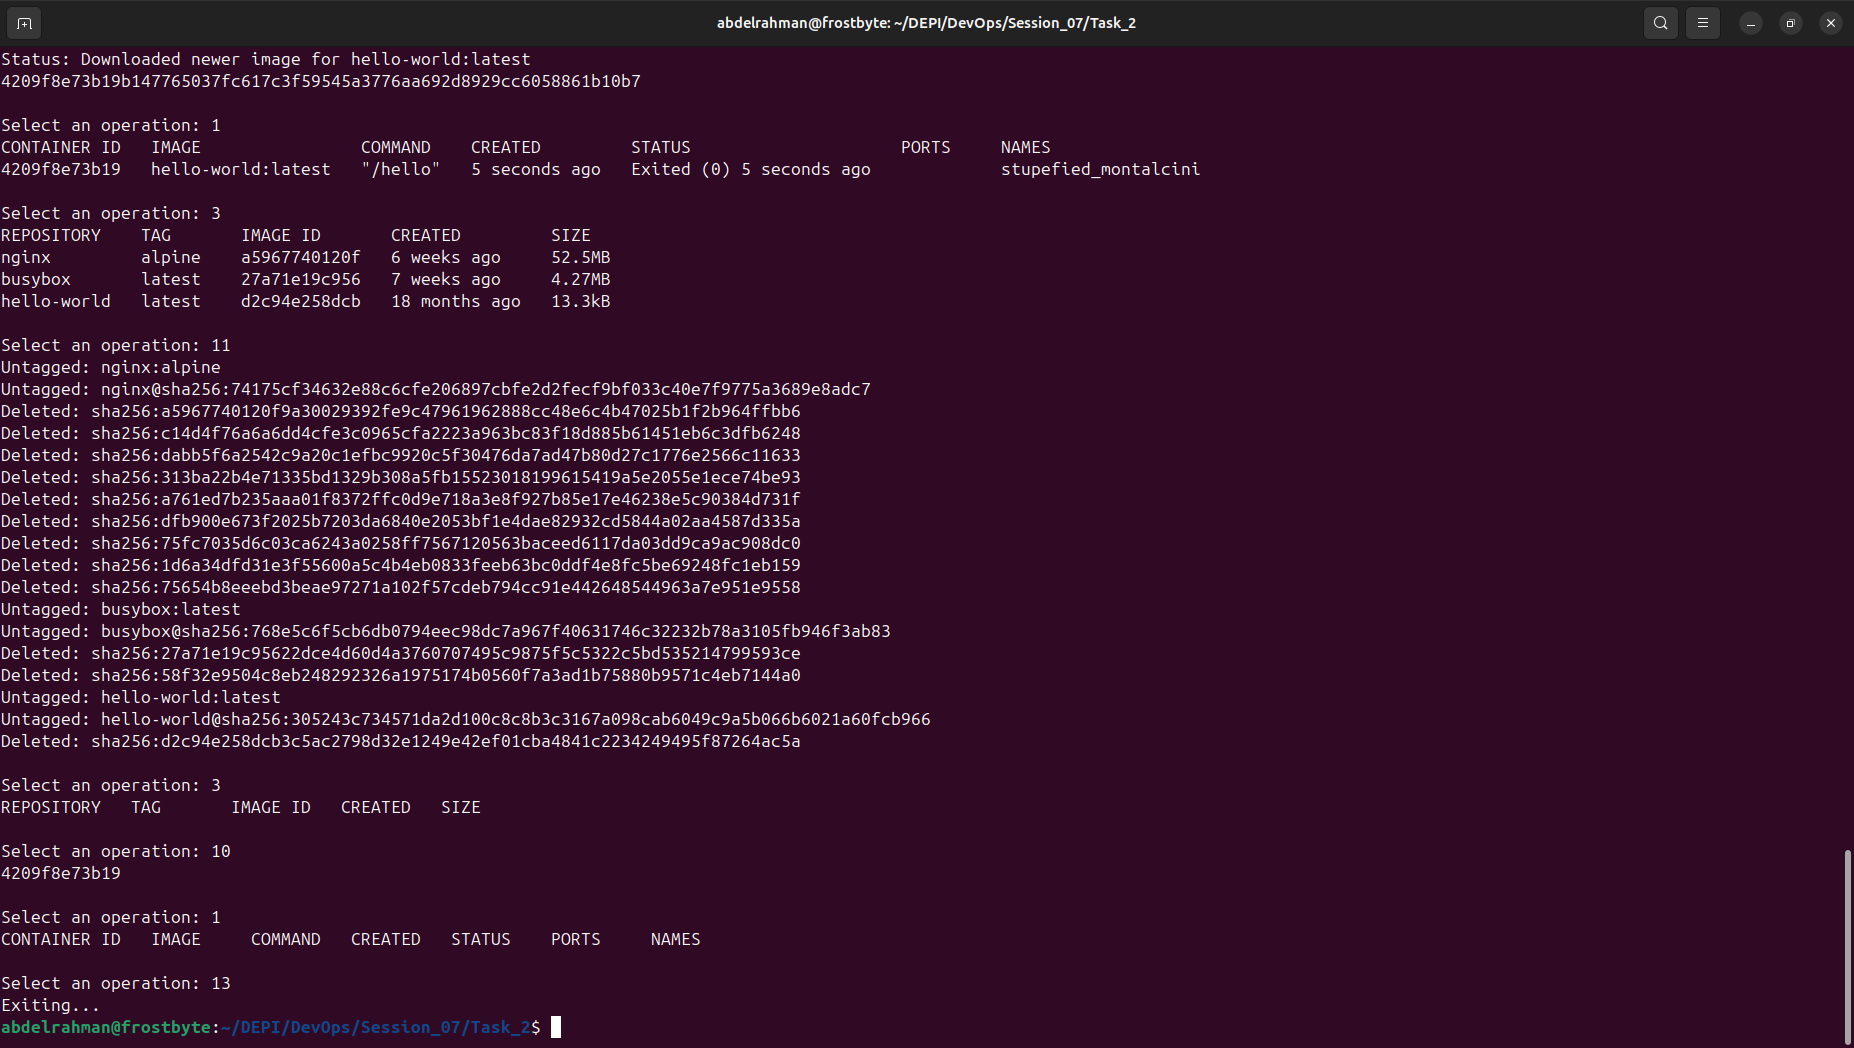 abdelrahman@frostbyte: ~/DEPI/DevOps/Session_07/Task_2
Status: Downloaded newer image for hello-world:latest
4209f8e73b19b147765037fc617c3f59545a3776aa692d8929cc6058861b10b7
Select an operation: 1
CONTAINER ID   IMAGE                COMMAND    CREATED         STATUS                     PORTS     NAMES
4209f8e73b19   hello-world:latest   "/hello"   5 seconds ago   Exited (0) 5 seconds ago             stupefied_montalcini
Select an operation: 3
REPOSITORY    TAG       IMAGE ID       CREATED         SIZE
nginx         alpine    a5967740120f   6 weeks ago     52.5MB
busybox       latest    27a71e19c956   7 weeks ago     4.27MB
hello-world   latest    d2c94e258dcb   18 months ago   13.3kB
Select an operation: 11
Untagged: nginx:alpine
Untagged: nginx@sha256:74175cf34632e88c6cfe206897cbfe2d2fecf9bf033c40e7f9775a3689e8adc7
Deleted: sha256:a5967740120f9a30029392fe9c47961962888cc48e6c4b47025b1f2b964ffbb6
Deleted: sha256:c14d4f76a6a6dd4cfe3c0965cfa2223a963bc83f18d885b61451eb6c3dfb6248
Deleted: sha256:dabb5f6a2542c9a20c1efbc9920c5f30476da7ad47b80d27c1776e2566c11633
Deleted: sha256:313ba22b4e71335bd1329b308a5fb15523018199615419a5e2055e1ece74be93
Deleted: sha256:a761ed7b235aaa01f8372ffc0d9e718a3e8f927b85e17e46238e5c90384d731f
Deleted: sha256:dfb900e673f2025b7203da6840e2053bf1e4dae82932cd5844a02aa4587d335a
Deleted: sha256:75fc7035d6c03ca6243a0258ff7567120563baceed6117da03dd9ca9ac908dc0
Deleted: sha256:1d6a34dfd31e3f55600a5c4b4eb0833feeb63bc0ddf4e8fc5be69248fc1eb159
Deleted: sha256:75654b8eeebd3beae97271a102f57cdeb794cc91e442648544963a7e951e9558
Untagged: busybox:latest
Untagged: busybox@sha256:768e5c6f5cb6db0794eec98dc7a967f40631746c32232b78a3105fb946f3ab83
Deleted: sha256:27a71e19c95622dce4d60d4a3760707495c9875f5c5322c5bd535214799593ce
Deleted: sha256:58f32e9504c8eb248292326a1975174b0560f7a3ad1b75880b9571c4eb7144a0
Untagged: hello-world:latest
Untagged: hello-world@sha256:305243c734571da2d100c8c8b3c3167a098cab6049c9a5b066b6021a60fcb966
Deleted: sha256:d2c94e258dcb3c5ac2798d32e1249e42ef01cba4841c2234249495f87264ac5a
Select an operation: 3
REPOSITORY   TAG       IMAGE ID   CREATED   SIZE
Select an operation: 10
4209f8e73b19
Select an operation: 1
CONTAINER ID   IMAGE     COMMAND   CREATED   STATUS    PORTS     NAMES
Select an operation: 13
Exiting...
abdelrahman@frostbyte:~/DEPI/DevOps/Session_07/Task_2$